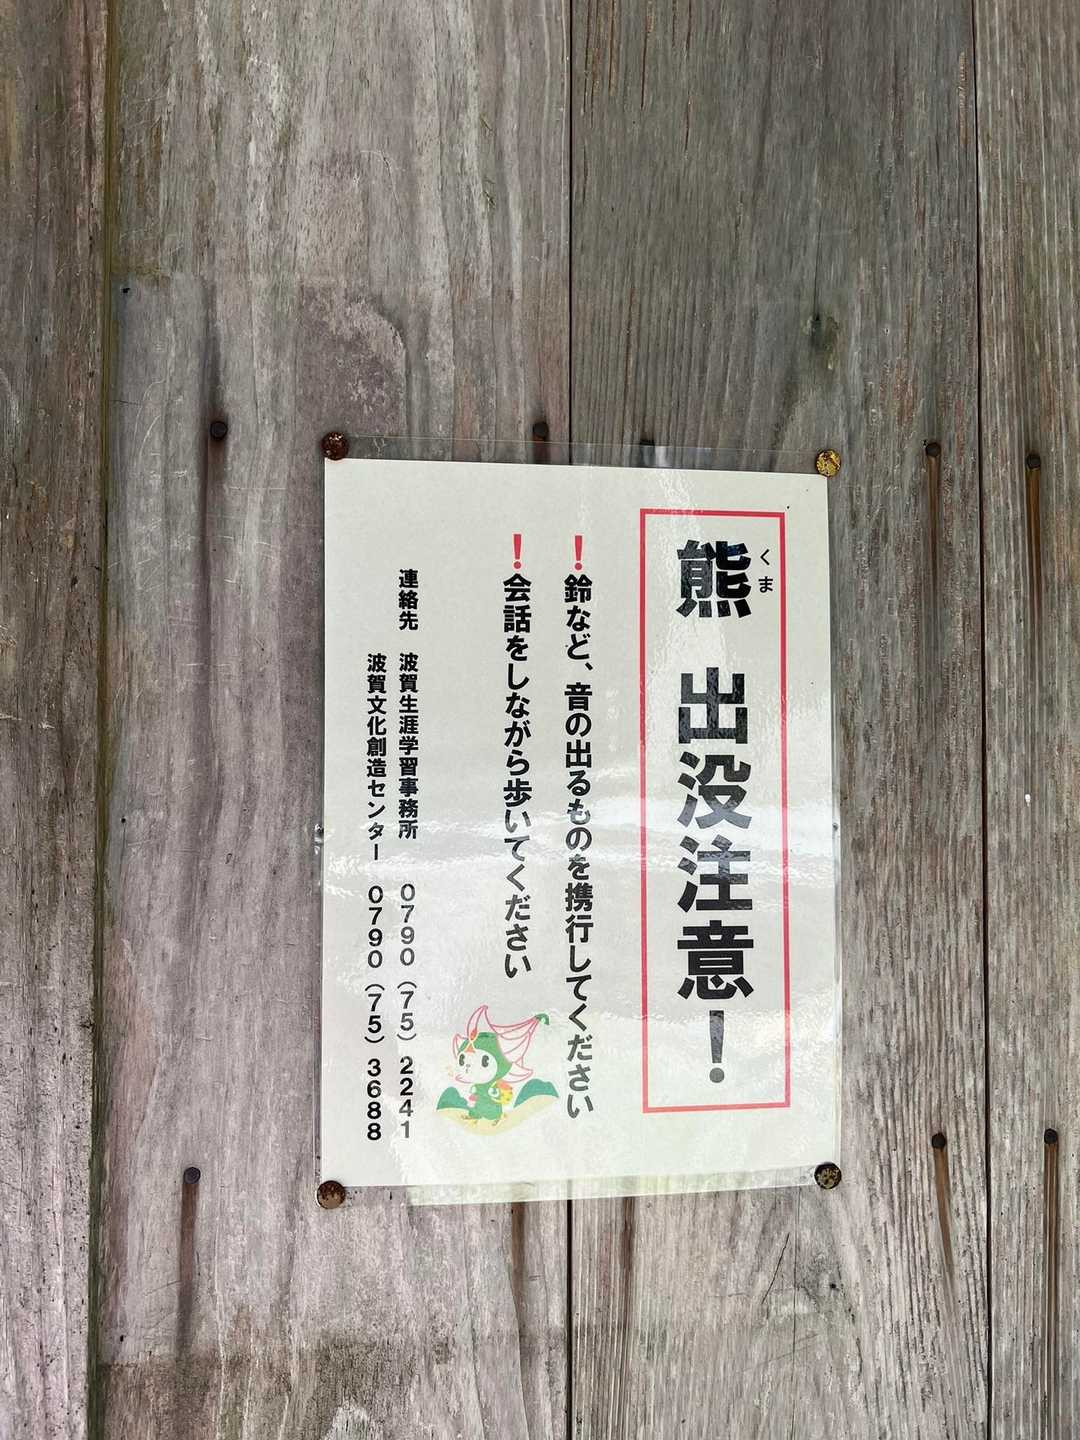 くま
熊　出没注意！
！鈴など、音の出るものを携行してください
！会話をしながら歩いてください
連絡先　波賀生涯学習事務所　０７９０（７５）２２４１
波賀文化創造センター　０７９０（７５）３６８８